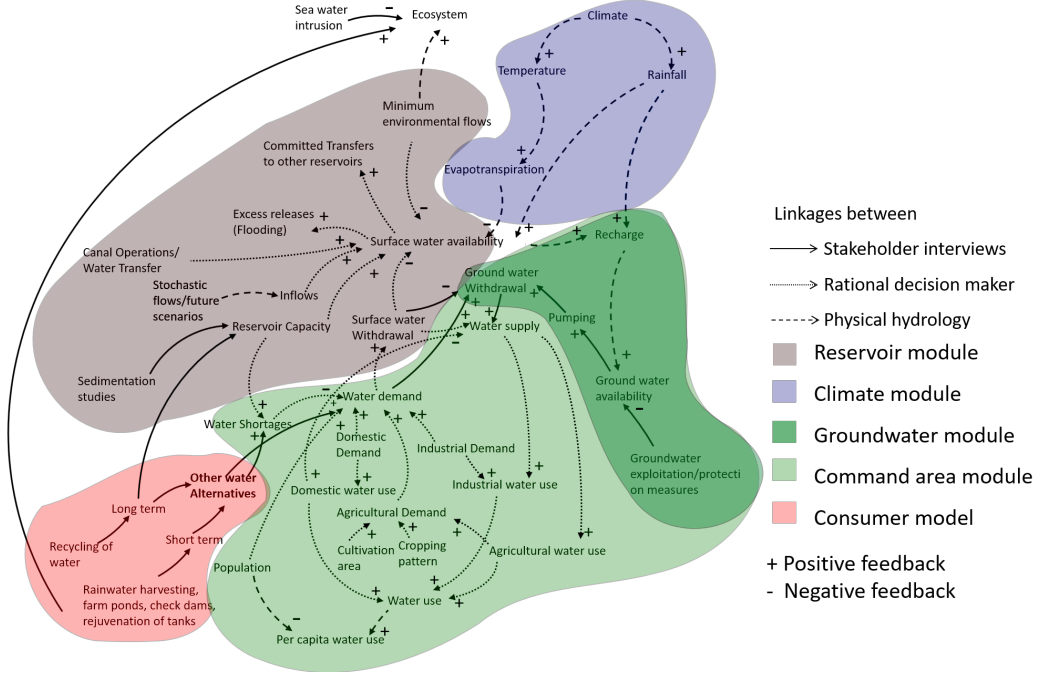 Sea water
intrusion
-
+
Ecosystem
+
Climate
+
+
Temperature
Rainfall
Minimum
environmental flows
Committed Transfers
to other reservoirs
+
+
Evapotranspiration
Excess releases +
(Flooding)
-
-
+
+
+
Recharge
Canal Operations/
Water Transfer
+
+
Surface water availability
-
+
Ground water
Withdrawal
Stochastic
flows/future
scenarios
Inflows
-
+
Reservoir Capacity
Surface water
Withdrawal
+
+
+
+
Water supply
-
Pumping
+
+
Sedimentation
studies
Ground water
availability
-
-
Water demand
+
+
Water Shortages
+
+
+
+
Domestic
Demand
Industrial Demand
Groundwater
exploitation/protecti
on measures
Other water
Alternatives
+
+
+
+
Domestic water use
Industrial water use
Long term
Agricultural Demand
+
+
+
+
Short term
Recycling of
water
Cultivation
area
Cropping
pattern
Agricultural water use
Population
Rainwater harvesting,
farm ponds, check dams,
rejuvenation of tanks
+
+
+
Water use
-
+
Per capita water use
Linkages between
Stakeholder interviews
Rational decision maker
Physical hydrology
Reservoir module
Climate module
Groundwater module
Command area module
Consumer model
+ Positive feedback
- Negative feedback